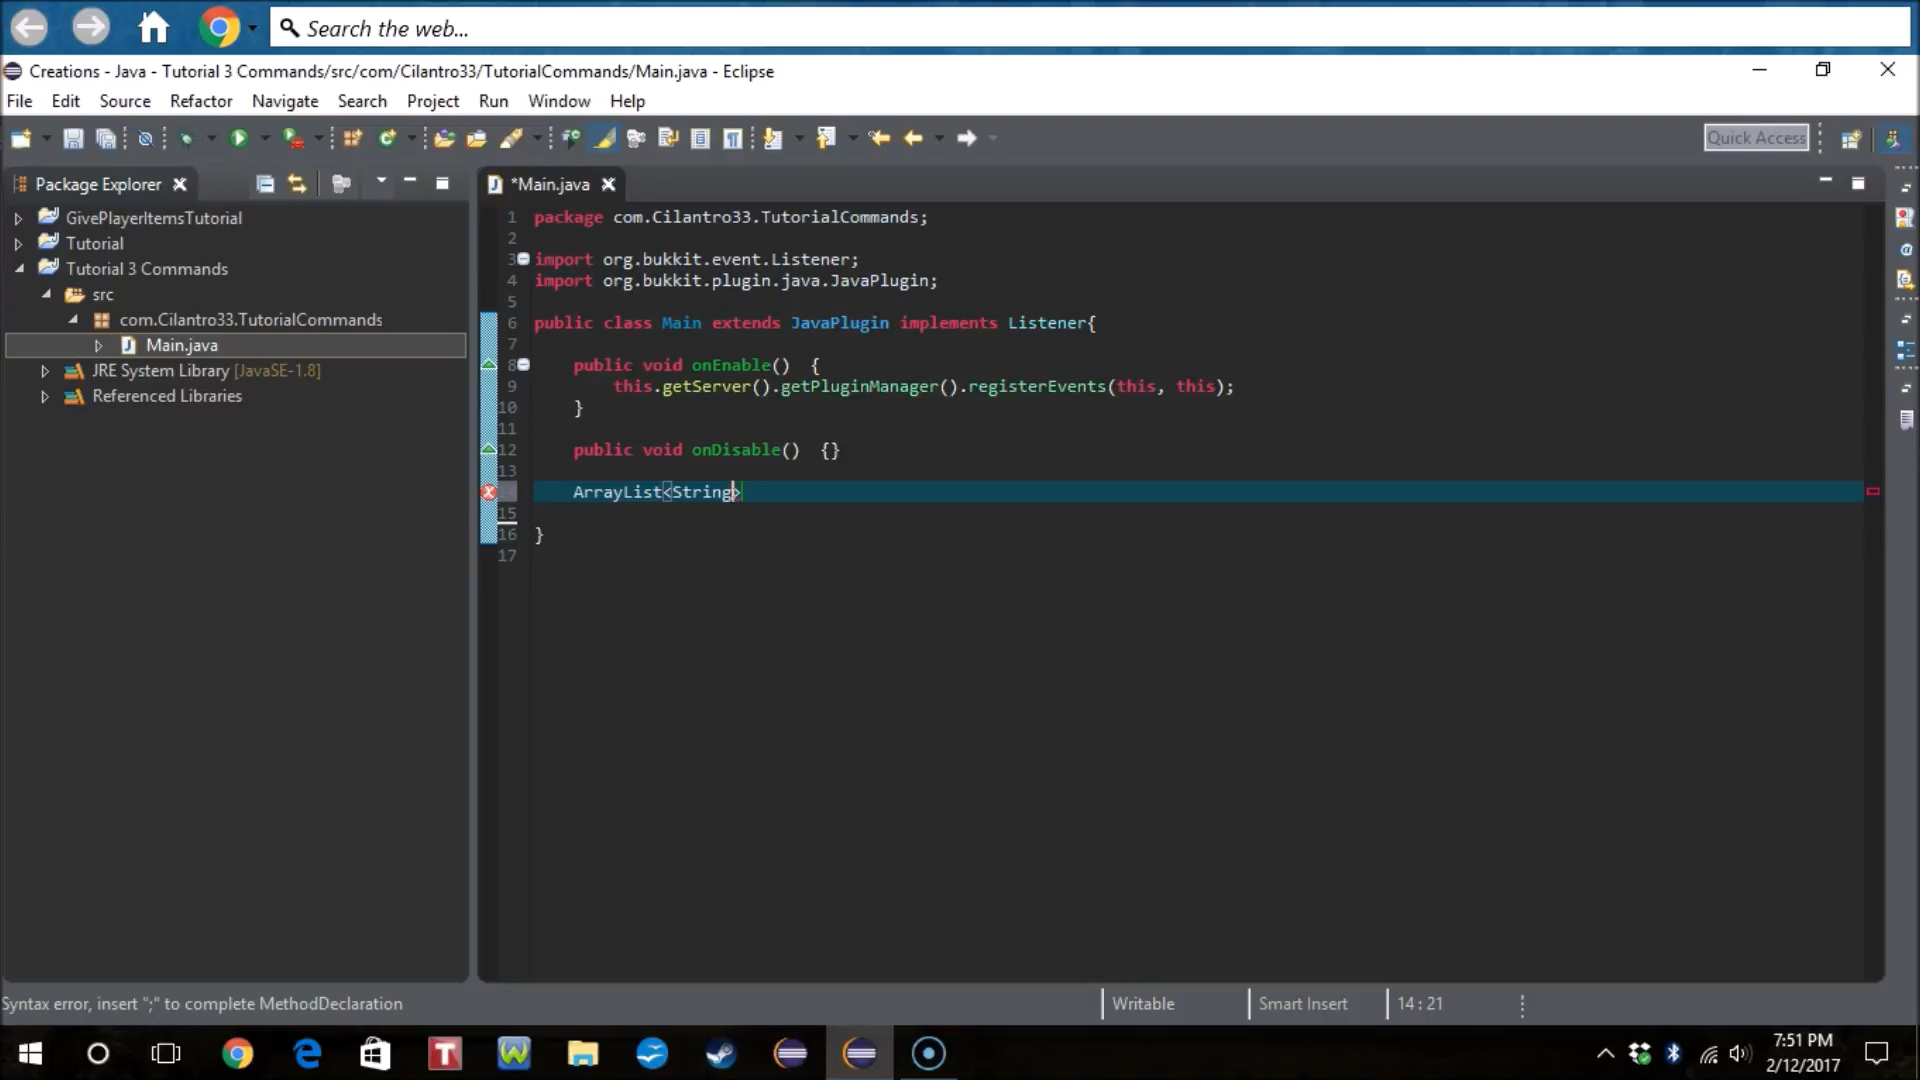 Search the web...
Creations - Java - Tutorial 3 Commands/src/com/Cilantro33/TutorialCommands/Main.java - Eclipse
File Edit Source Refactor Navigate Search Project Run Window Help
Quick Access
Package Explorer
*Main.java
GivePlayerItemsTutorial
Tutorial
Tutorial 3 Commands
src
com.Cilantro33.TutorialCommands
Main.java
JRE System Library [JavaSE-1.8]
Referenced Libraries
1 package com.Cilantro33.TutorialCommands;
2
3 import org.bukkit.event.Listener;
4 import org.bukkit.plugin.java.JavaPlugin;
5
6 public class Main extends JavaPlugin implements Listener{
7
8 public void onEnable() {
9 this.getServer().getPluginManager().registerEvents(this, this);
10 }
11
12 public void onDisable() {}
13
ArrayList<String>
15
16 }
17
Syntax error, insert ";" to complete MethodDeclaration
Writable
Smart Insert
14 : 21
7:51 PM
2/12/2017